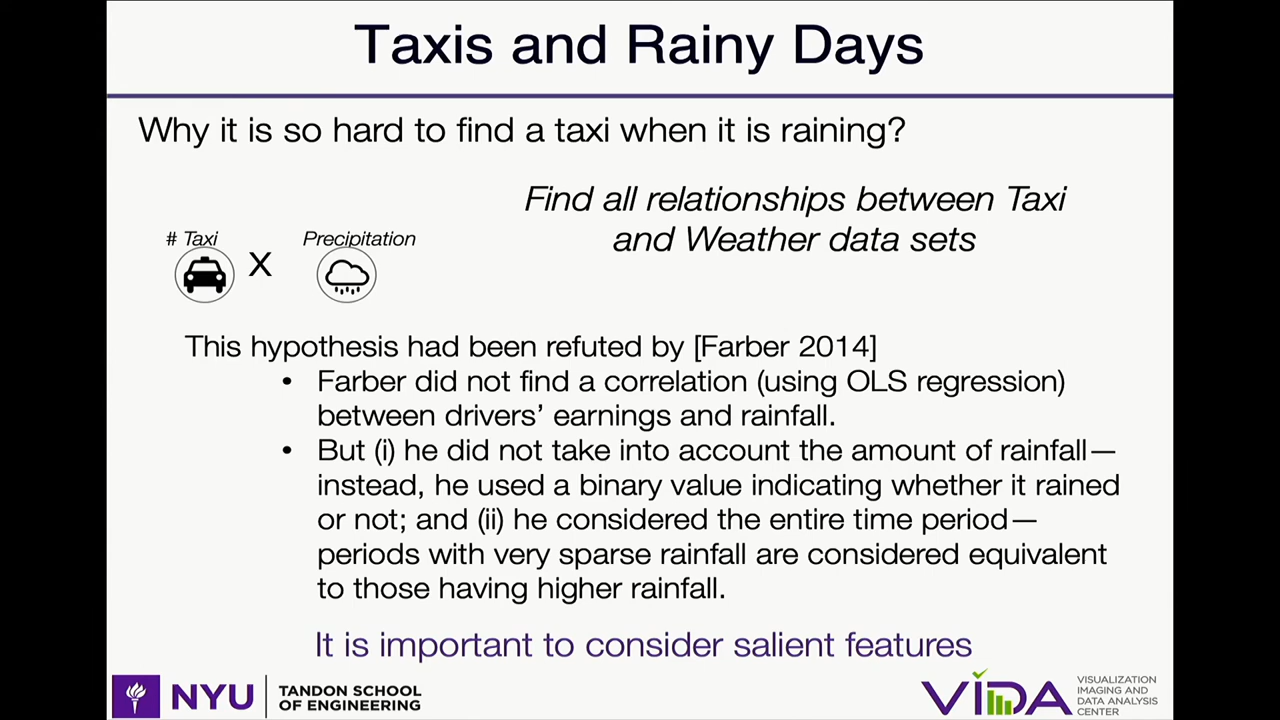 Taxis and Rainy Days
Why it is so hard to find a taxi when it is raining?
Find all relationships between Taxi
and Weather data sets
# Taxi
X
Precipitation
This hypothesis had been refuted by [Farber 2014]
• Farber did not find a correlation (using OLS regression)
between drivers’ earnings and rainfall.
• But (i) he did not take into account the amount of rainfall—
instead, he used a binary value indicating whether it rained
or not; and (ii) he considered the entire time period—
periods with very sparse rainfall are considered equivalent
to those having higher rainfall.
It is important to consider salient features
NYU
TANDON SCHOOL
OF ENGINEERING
VIDA
VISUALIZATION
IMAGING AND
DATA ANALYSIS
CENTER